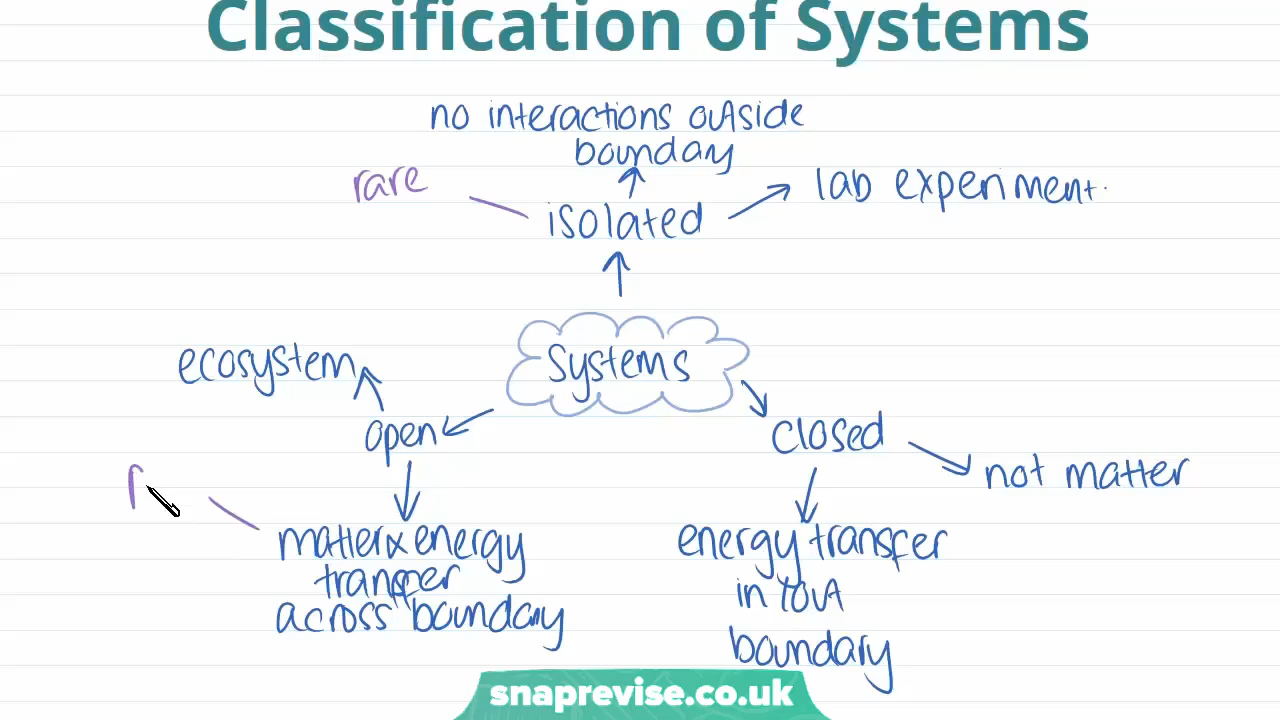 Classification of Systems
no interactions outside
boundary
rare
lab experiment
isolated
systems
ecosystem
open
closed
not matter
matter & energy
transfer
across boundary
energy transfer
in/out
boundary
snaprevise.co.uk